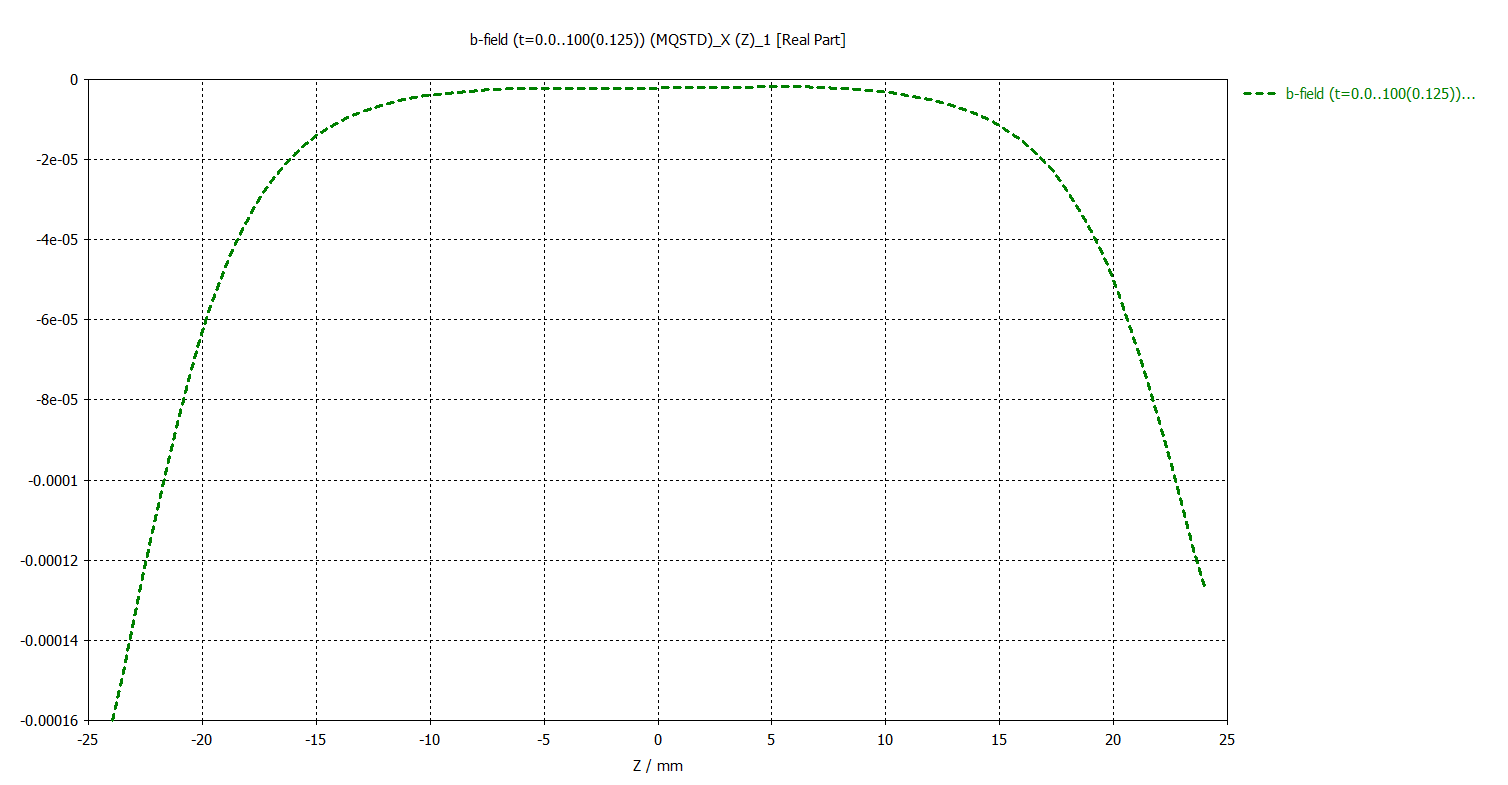 b-field (t=0.0..100(0.125)) (MQSTD)_X (Z)_1 [Real Part]
b-field (t=0.0..100(0.125))...
0
-2e-05
-4e-05
-6e-05
-8e-05
-0.0001
-0.00012
-0.00014
-0.00016
-25 -20 -15 -10 -5 0 5 10 15 20 25
Z / mm